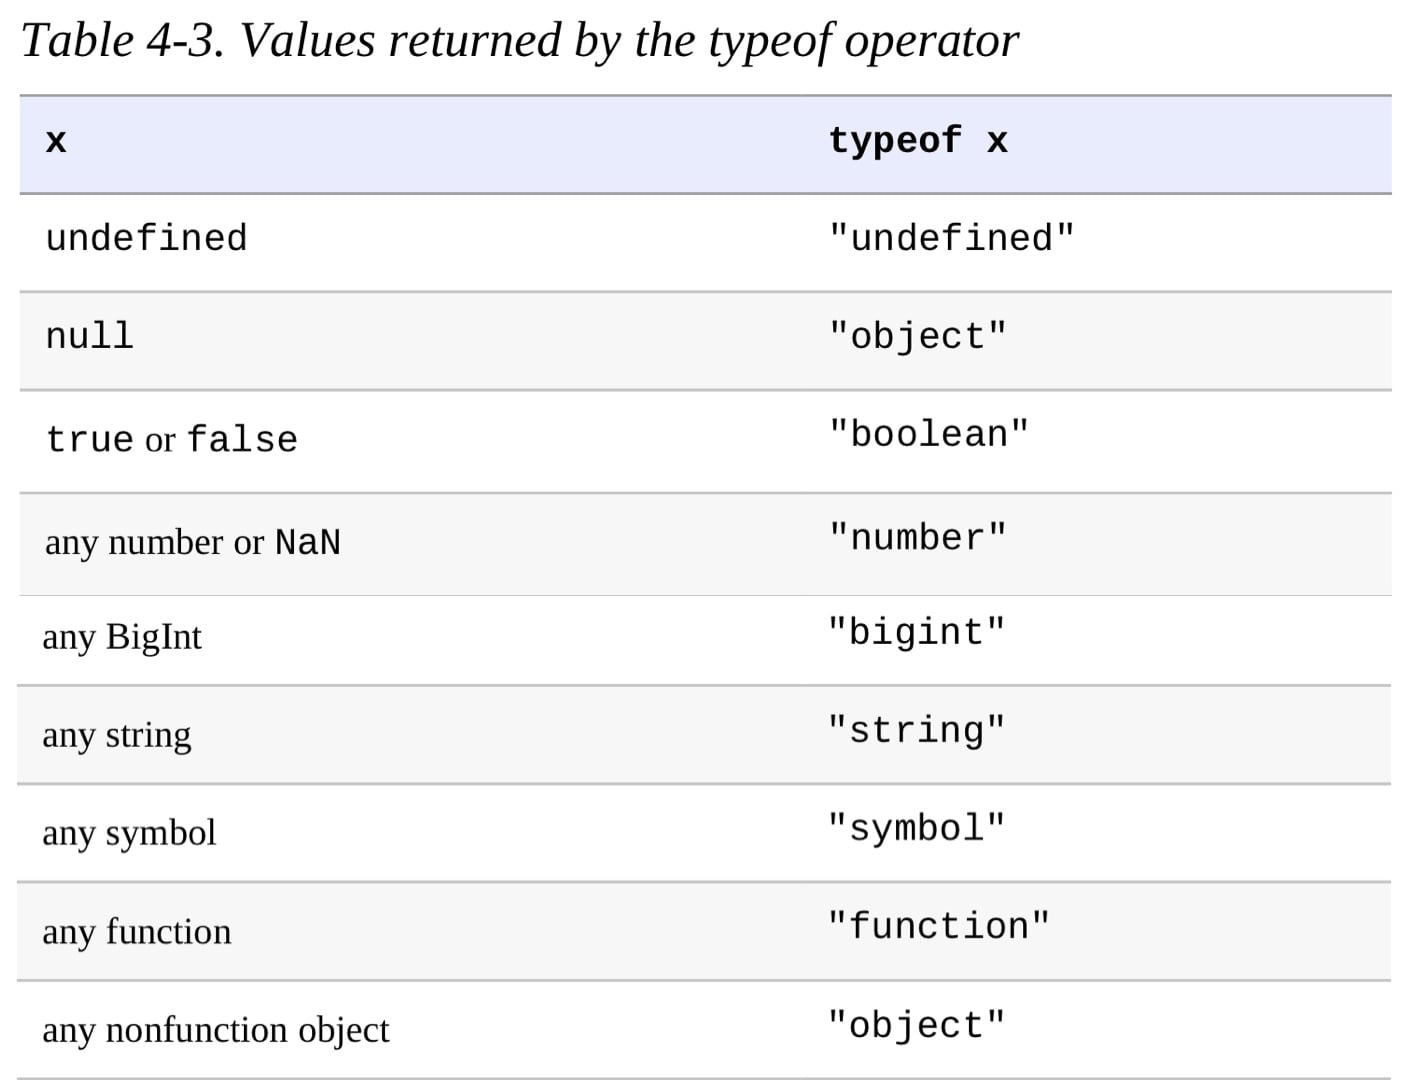 Table 4-3. Values returned by the typeof operator
x typeof x
undefined "undefined"
null "object"
true or false "boolean"
any number or NaN "number"
any BigInt "bigint"
any string "string"
any symbol "symbol"
any function "function"
any nonfunction object "object"